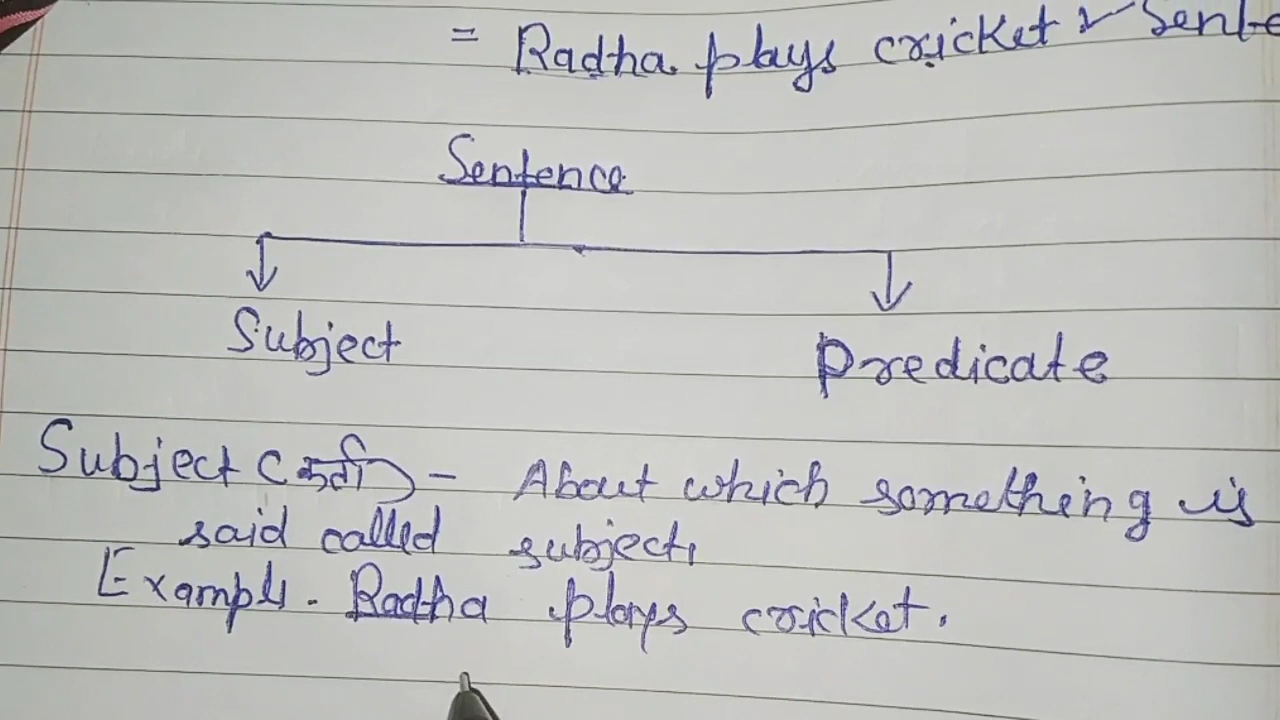 = Radha plays cricket ✓ Sente
Sentence
Subject
Predicate
Subject (कर्ता) - About which something is
said called subject,
Example. Radha plays cricket.